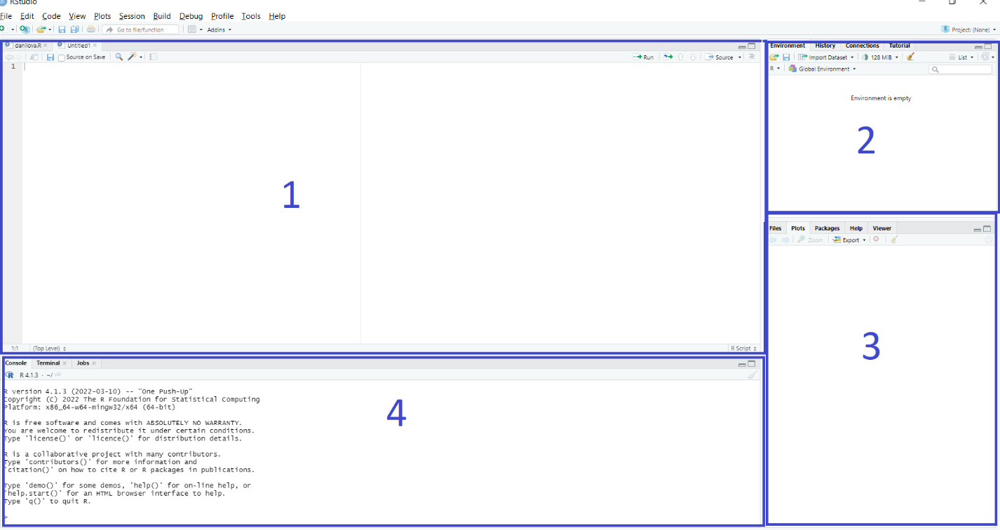 RStudio
File Edit Code View Plots Session Build Debug Profile Tools Help
Go to file/function Addins Project: (None)
danilova.R Untitled1
Source on Save Run Source
1
1
1:1 (Top Level) R Script
Environment History Connections Tutorial
Import Dataset 128 MiB List
R Global Environment
Environment is empty
2
Files Plots Packages Help Viewer
Zoom Export
3
Console Terminal Jobs
R 4.1.3 · ~/
R version 4.1.3 (2022-03-10) -- "One Push-Up"
Copyright (C) 2022 The R Foundation for Statistical Computing
Platform: x86_64-w64-mingw32/x64 (64-bit)
4
R is free software and comes with ABSOLUTELY NO WARRANTY.
You are welcome to redistribute it under certain conditions.
Type 'license()' or 'licence()' for distribution details.
R is a collaborative project with many contributors.
Type 'contributors()' for more information and
'citation()' on how to cite R or R packages in publications.
Type 'demo()' for some demos, 'help()' for on-line help, or
'help.start()' for an HTML browser interface to help.
Type 'q()' to quit R.
>